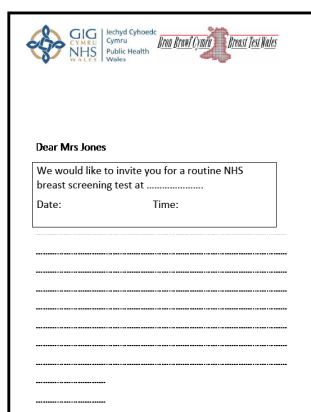 GIG
CYMRU
NHS
WALES
Iechyd Cyhoeddus
Cymru
Public Health
Wales
Bron Brawf Cymru Breast Test Wales
Dear Mrs Jones
We would like to invite you for a routine NHS
breast screening test at .....................
Date: Time: